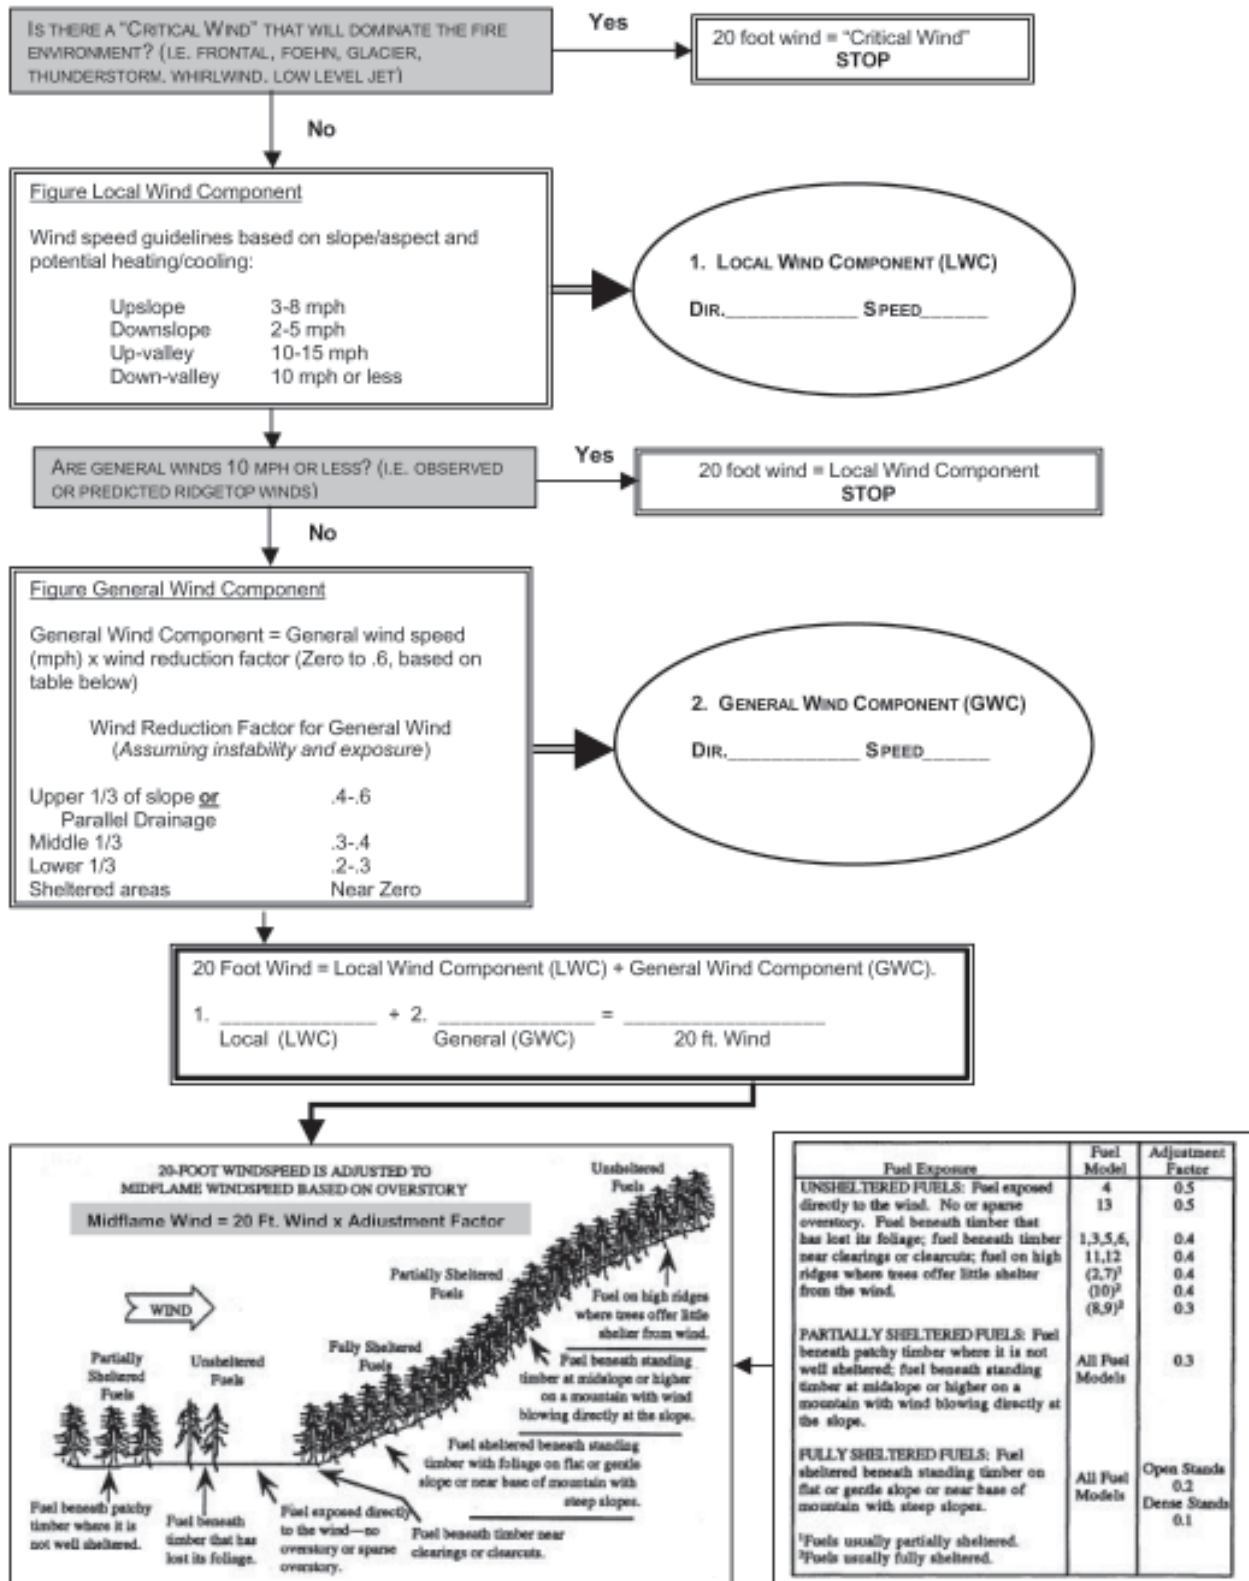 IS THERE A "CRITICAL WIND" THAT WILL DOMINATE THE FIRE
ENVIRONMENT? (I.E. FRONTAL, FOEHN, GLACIER,
THUNDERSTORM, WHIRLWIND, LOW LEVEL JET)
Yes
20 foot wind = "Critical Wind"
STOP
No
Figure Local Wind Component
Wind speed guidelines based on slope/aspect and
potential heating/cooling:
Upslope 3-8 mph
Downslope 2-5 mph
Up-valley 10-15 mph
Down-valley 10 mph or less
1. LOCAL WIND COMPONENT (LWC)
DIR.____________ SPEED______
ARE GENERAL WINDS 10 MPH OR LESS? (I.E. OBSERVED
OR PREDICTED RIDGETOP WINDS)
Yes
20 foot wind = Local Wind Component
STOP
No
Figure General Wind Component
General Wind Component = General wind speed
(mph) x wind reduction factor (Zero to .6, based on
table below)
Wind Reduction Factor for General Wind
(Assuming instability and exposure)
Upper 1/3 of slope or .4-.6
Parallel Drainage
Middle 1/3 .3-.4
Lower 1/3 .2-.3
Sheltered areas Near Zero
2. GENERAL WIND COMPONENT (GWC)
DIR.____________ SPEED______
20 Foot Wind = Local Wind Component (LWC) + General Wind Component (GWC).
1. ______________ + 2. ______________ = __________________
Local (LWC) General (GWC) 20 ft. Wind
20-FOOT WINDSPEED IS ADJUSTED TO
MIDFLAME WINDSPEED BASED ON OVERSTORY
Midflame Wind = 20 Ft. Wind x Adjustment Factor
WIND
Partially
Sheltered
Fuels
Unsheltered
Fuels
Fully Sheltered
Fuels
Partially Sheltered
Fuels
Unsheltered
Fuels
Fuel on high ridges
where trees offer little
shelter from wind.
Fuel beneath standing
timber at midslope or higher
on a mountain with wind
blowing directly at the slope.
Fuel sheltered beneath standing
timber with foliage on flat or gentle
slope or near base of mountain with
steep slopes.
Fuel beneath patchy
timber where it is
not well sheltered.
Fuel beneath
timber that has
lost its foliage.
Fuel exposed directly
to the wind—no
overstory or sparse
overstory.
Fuel beneath timber near
clearings or clearcuts.
Fuel Exposure Fuel Model Adjustment Factor
UNSHELTERED FUELS: Fuel exposed 4 0.5
directly to the wind. No or sparse 13 0.5
overstory. Fuel beneath timber that
has lost its foliage; fuel beneath timber 1,3,5,6, 0.4
near clearings or clearcuts; fuel on high 11,12 0.4
ridges where trees offer little shelter (2,7)¹ 0.4
from the wind. (10)² 0.4
(8,9)² 0.3
PARTIALLY SHELTERED FUELS: Fuel
beneath patchy timber where it is not
well sheltered; fuel beneath standing All Fuel 0.3
timber at midslope or higher on a Models
mountain with wind blowing directly at
the slope.
FULLY SHELTERED FUELS: Fuel
sheltered beneath standing timber on All Fuel Open Stands
flat or gentle slope or near base of Models 0.2
mountain with steep slopes. Dense Stands
0.1
¹Fuels usually partially sheltered.
²Fuels usually fully sheltered.